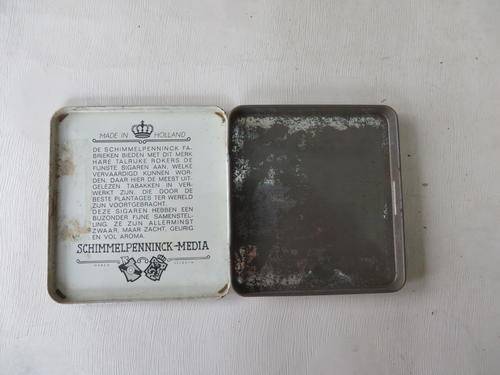 MADE IN HOLLAND
DE SCHIMMELPENNINCK FA-
BRIEKEN BIEDEN MET DIT MERK
HARE TALRIJKE ROKERS DE
FIJNSTE SIGAREN AAN, WELKE
VERVAARDIGD KUNNEN WOR-
DEN. DAAR HIER DE MEEST UIT-
GELEZEN TABAKKEN IN VER-
WERKT ZIJN, DIE DOOR DE
BESTE PLANTAGES TER WERELD
ZIJN VOORTGEBRACHT.
DEZE SIGAREN HEBBEN EEN
BIJZONDER FIJNE SAMENSTEL-
LING. ZE ZIJN ALLERMINST
ZWAAR, MAAR ZACHT, GEURIG
EN VOL AROMA.
SCHIMMELPENNINCK-MEDIA